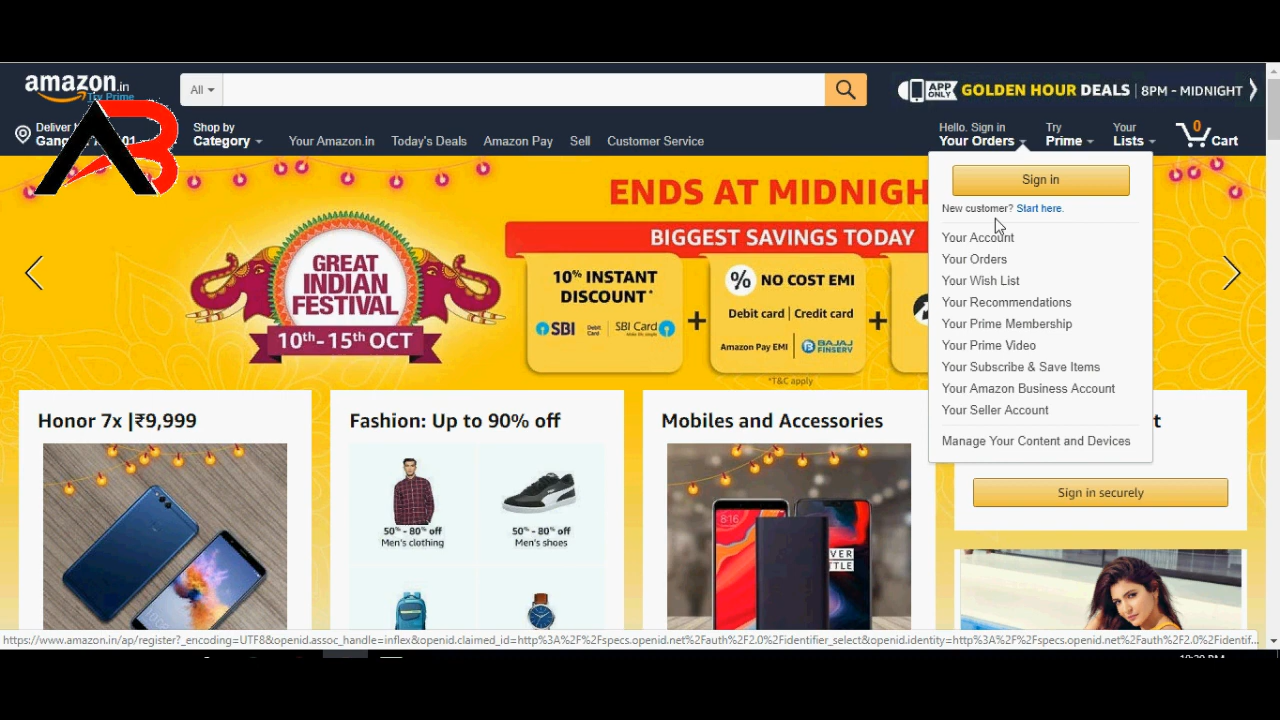 amazon.in
Try Prime
All
APP ONLY GOLDEN HOUR DEALS | 8PM - MIDNIGHT
Deliver
AB
Shop by
Category
Your Amazon.in
Today's Deals
Amazon Pay
Sell
Customer Service
Hello. Sign in
Your Orders
Try
Prime
Your
Lists
0
Cart
Sign in
New customer? Start here.
Your Account
Your Orders
Your Wish List
Your Recommendations
Your Prime Membership
Your Prime Video
Your Subscribe & Save Items
Your Amazon Business Account
Your Seller Account
Manage Your Content and Devices
ENDS AT MIDNIGH
BIGGEST SAVINGS TODAY
GREAT
INDIAN
FESTIVAL
10th-15th OCT
10% INSTANT
DISCOUNT*
SBI Debit Card SBI Card
+
% NO COST EMI
Debit card | Credit card
Amazon Pay EMI | BAJAJ FINSERV
+
*T&C apply
Honor 7x |₹9,999
Fashion: Up to 90% off
50% - 80% off
Men's clothing
50% - 80% off
Men's shoes
Mobiles and Accessories
8:16
Sign in securely
https://www.amazon.in/ap/register?_encoding=UTF8&openid.assoc_handle=inflex&openid.claimed_id=http%3A%2F%2Fspecs.openid.net%2Fauth%2F2.0%2Fidentifier_select&openid.identity=http%3A%2F%2Fspecs.openid.net%2Fauth%2F2.0%2Fidentif...